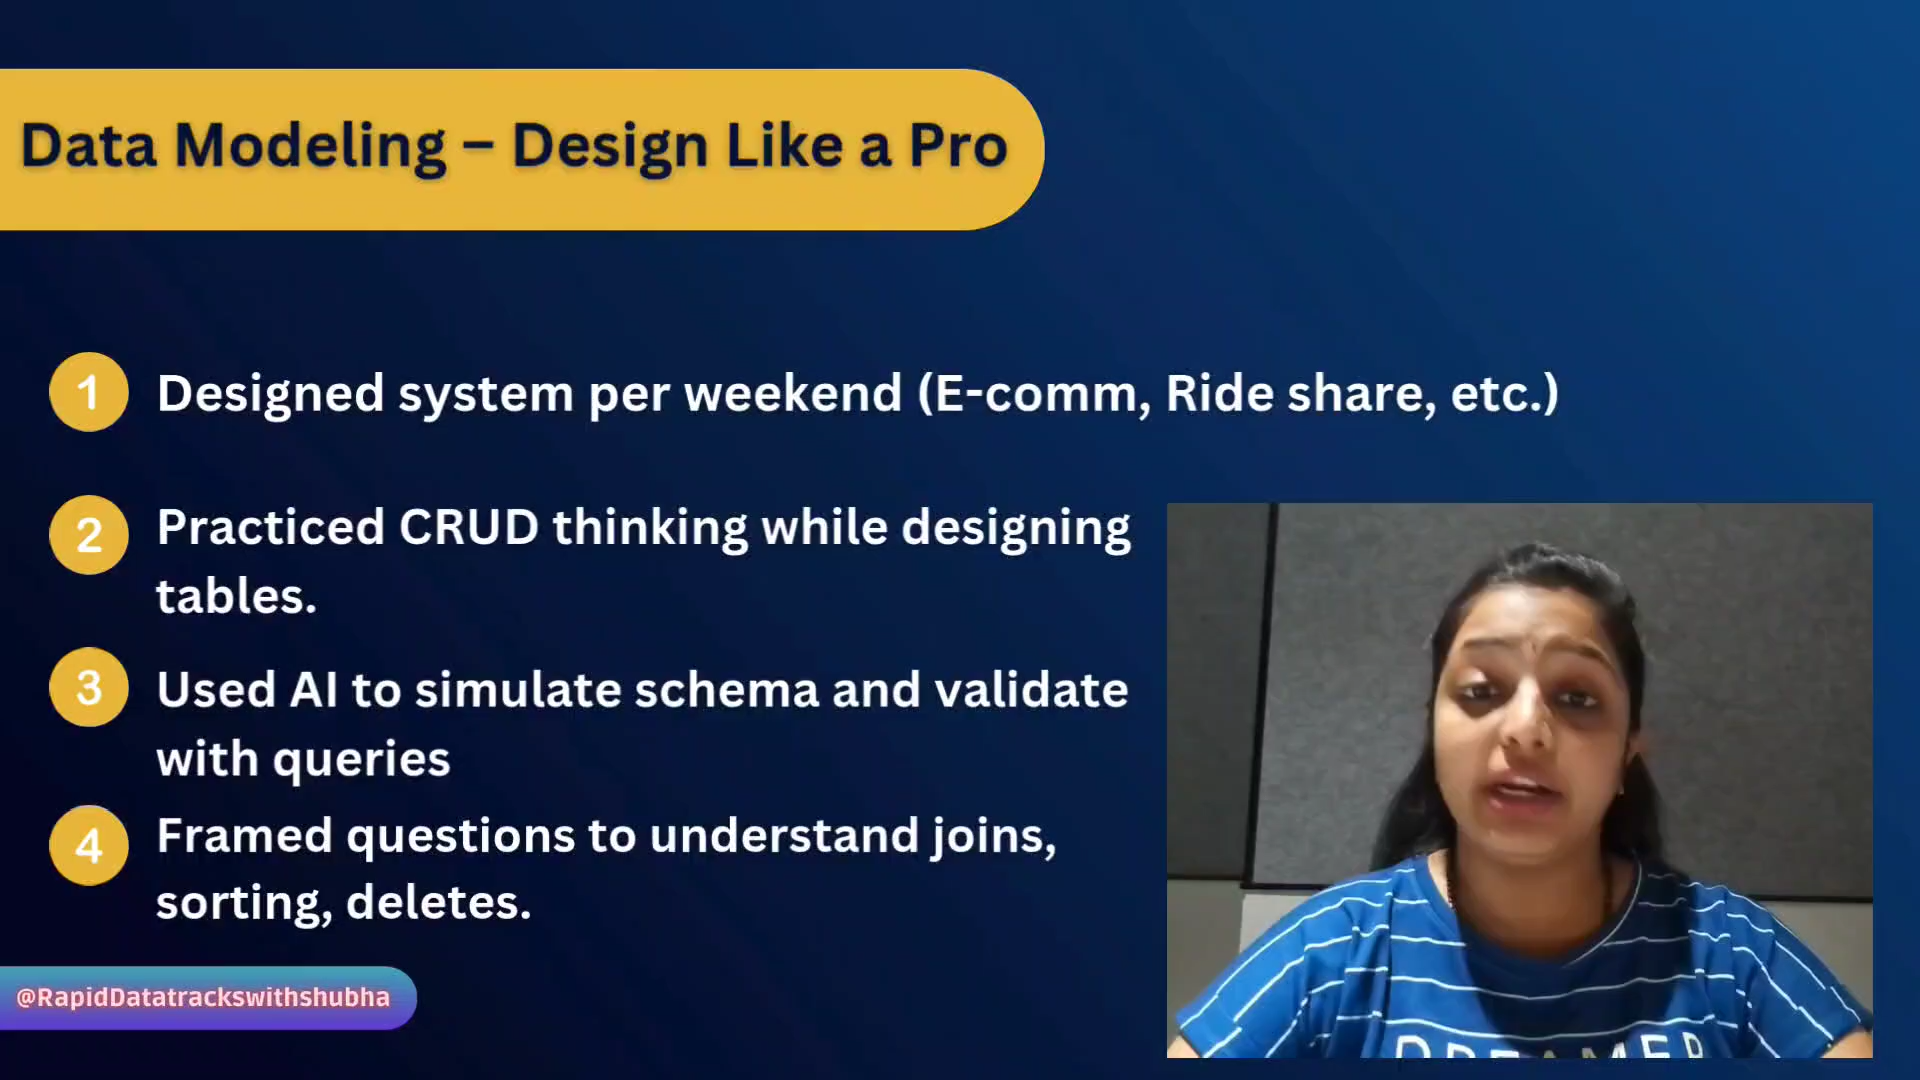 Data Modeling – Design Like a Pro
1 Designed system per weekend (E-comm, Ride share, etc.)
2 Practiced CRUD thinking while designing
tables.
3 Used AI to simulate schema and validate
with queries
4 Framed questions to understand joins,
sorting, deletes.
@RapidDatatrackswithshubha
DREAMER